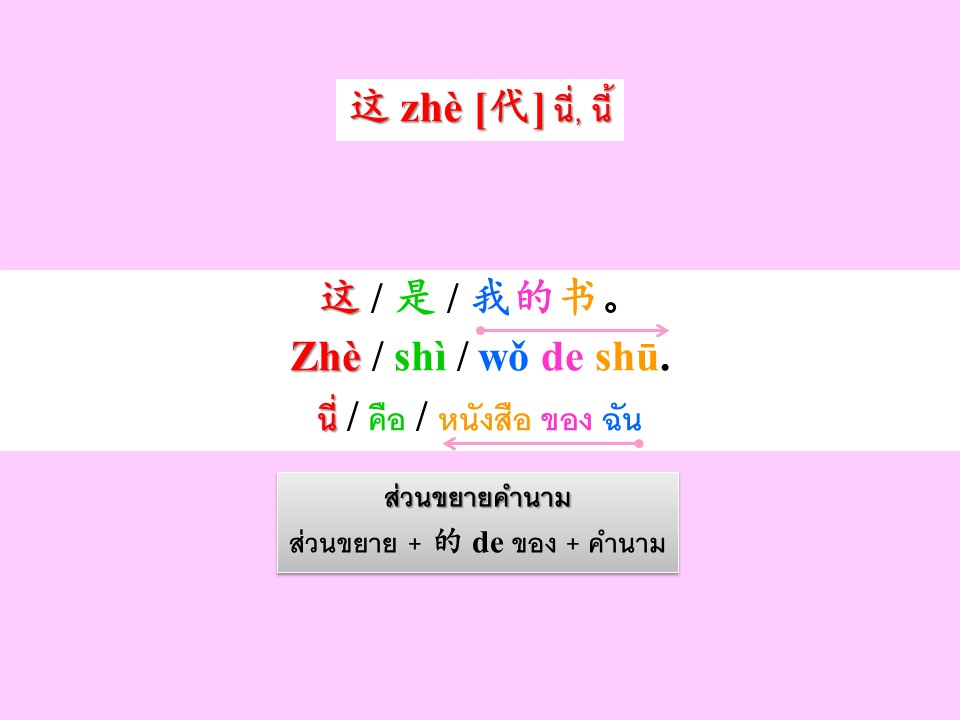 这 zhè [代] นี่, นี้
这 / 是 / 我的书。
Zhè / shì / wǒ de shū.
นี่ / คือ / หนังสือ ของ ฉัน
ส่วนขยายคำนาม
ส่วนขยาย + 的 de ของ + คำนาม